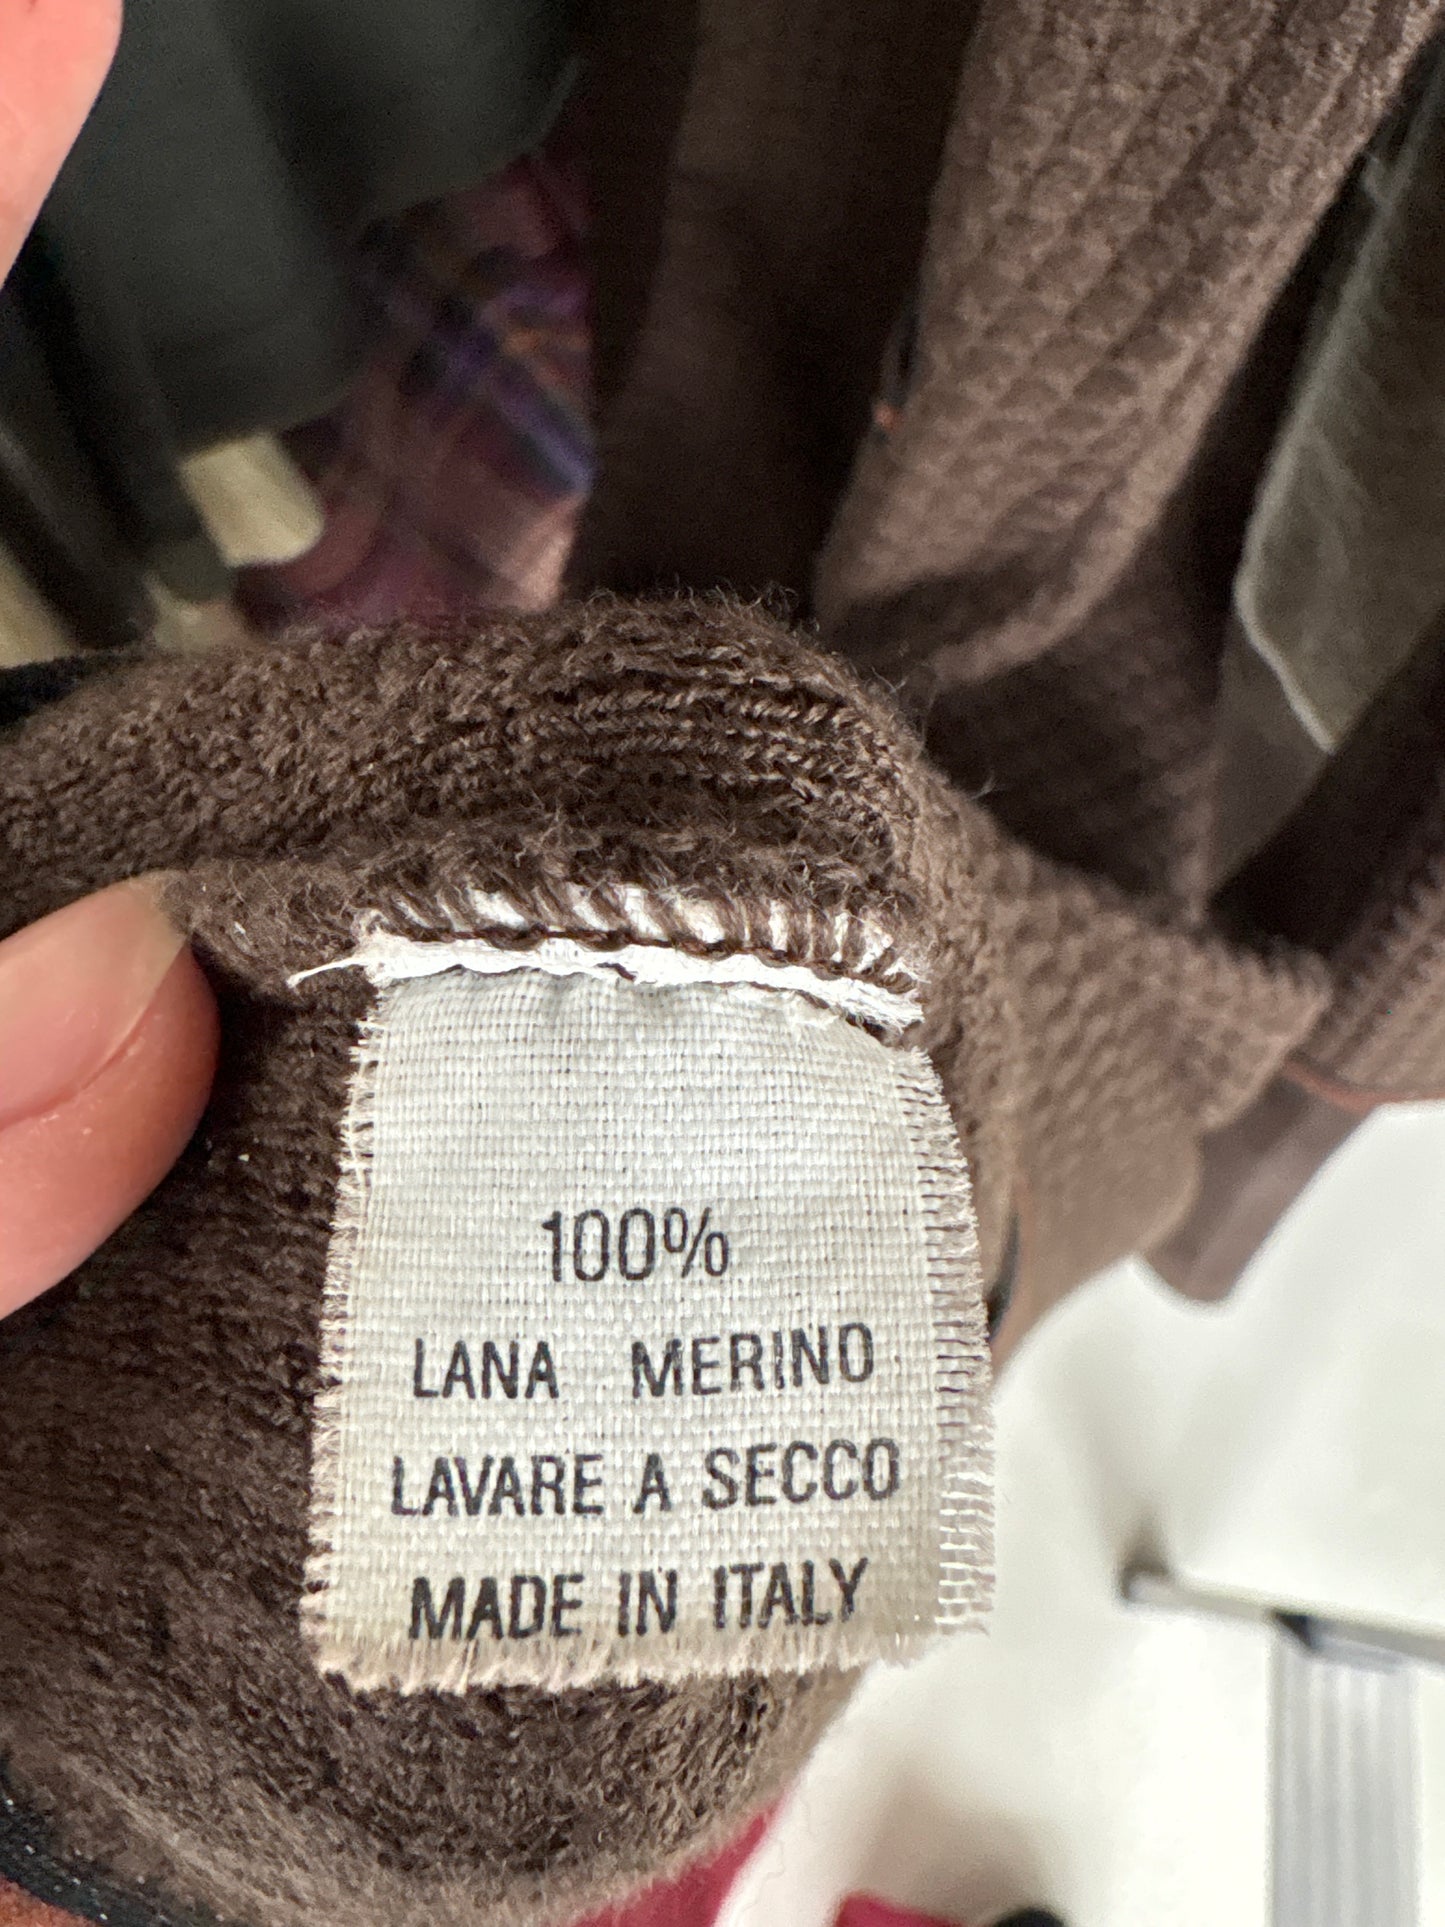 100%
LANA MERINO
LAVARE A SECCO
MADE IN ITALY